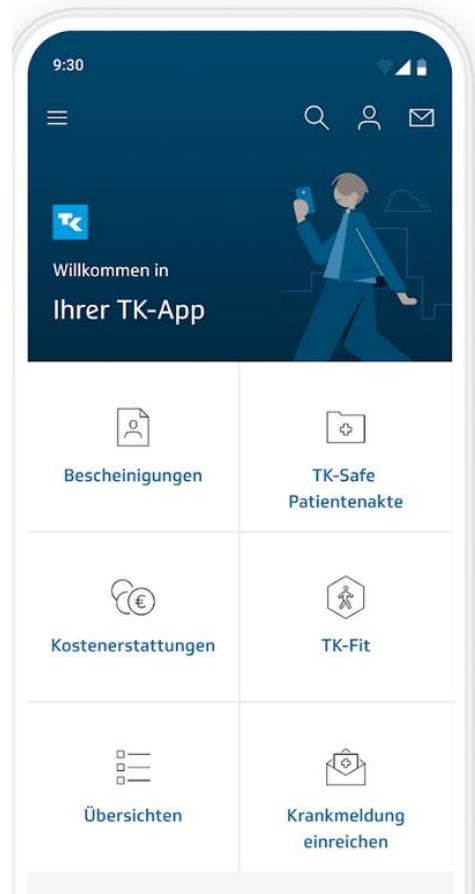 9:30
TK
Willkommen in
Ihrer TK-App
Bescheinigungen
TK-Safe
Patientenakte
Kostenerstattungen
TK-Fit
Übersichten
Krankmeldung
einreichen